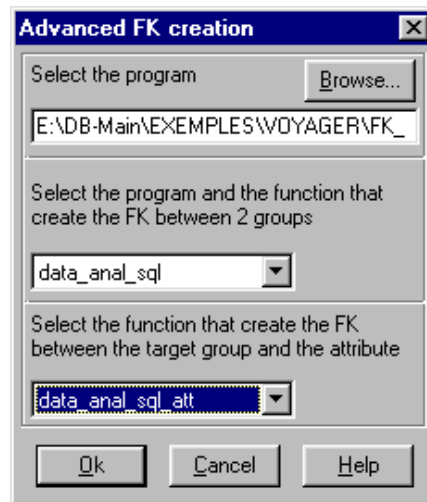 Advanced FK creation
Select the program
Browse...
E:\DB-Main\EXEMPLES\VOYAGER\FK_
Select the program and the function that
create the FK between 2 groups
data_anal_sql
Select the function that create the FK
between the target group and the attribute
data_anal_sql_att
Ok Cancel Help